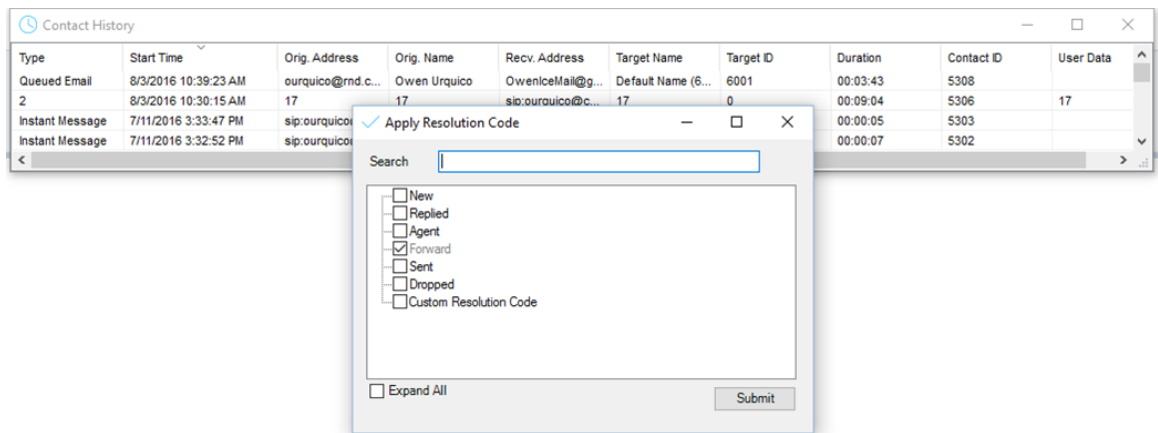 Contact History
Type Start Time Orig. Address Orig. Name Recv. Address Target Name Target ID Duration Contact ID User Data
Queued Email 8/3/2016 10:39:23 AM ourquico@rnd.c... Owen Urquico OwenIceMail@g... Default Name (6... 6001 00:03:43 5308
2 8/3/2016 10:30:15 AM 17 17 sip:ourquico@c... 17 0 00:09:04 5306 17
Instant Message 7/11/2016 3:33:47 PM 00:00:05 5303
Instant Message 7/11/2016 3:32:52 PM 00:00:07 5302
Apply Resolution Code
Search
New
Replied
Agent
Forward
Sent
Dropped
Custom Resolution Code
Expand All
Submit